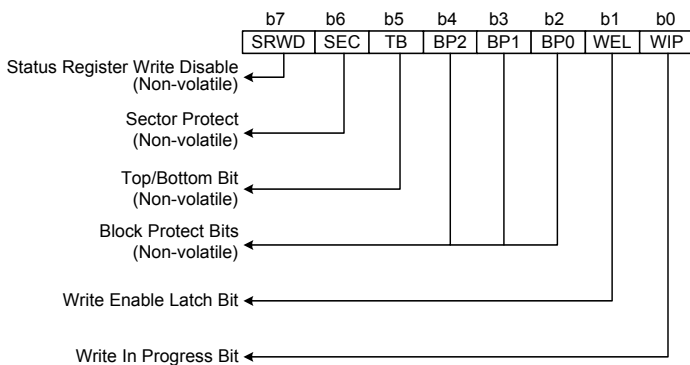 b7 b6 b5 b4 b3 b2 b1 b0
SRWD SEC TB BP2 BP1 BP0 WEL WIP
Status Register Write Disable
(Non-volatile)
Sector Protect
(Non-volatile)
Top/Bottom Bit
(Non-volatile)
Block Protect Bits
(Non-volatile)
Write Enable Latch Bit
Write In Progress Bit